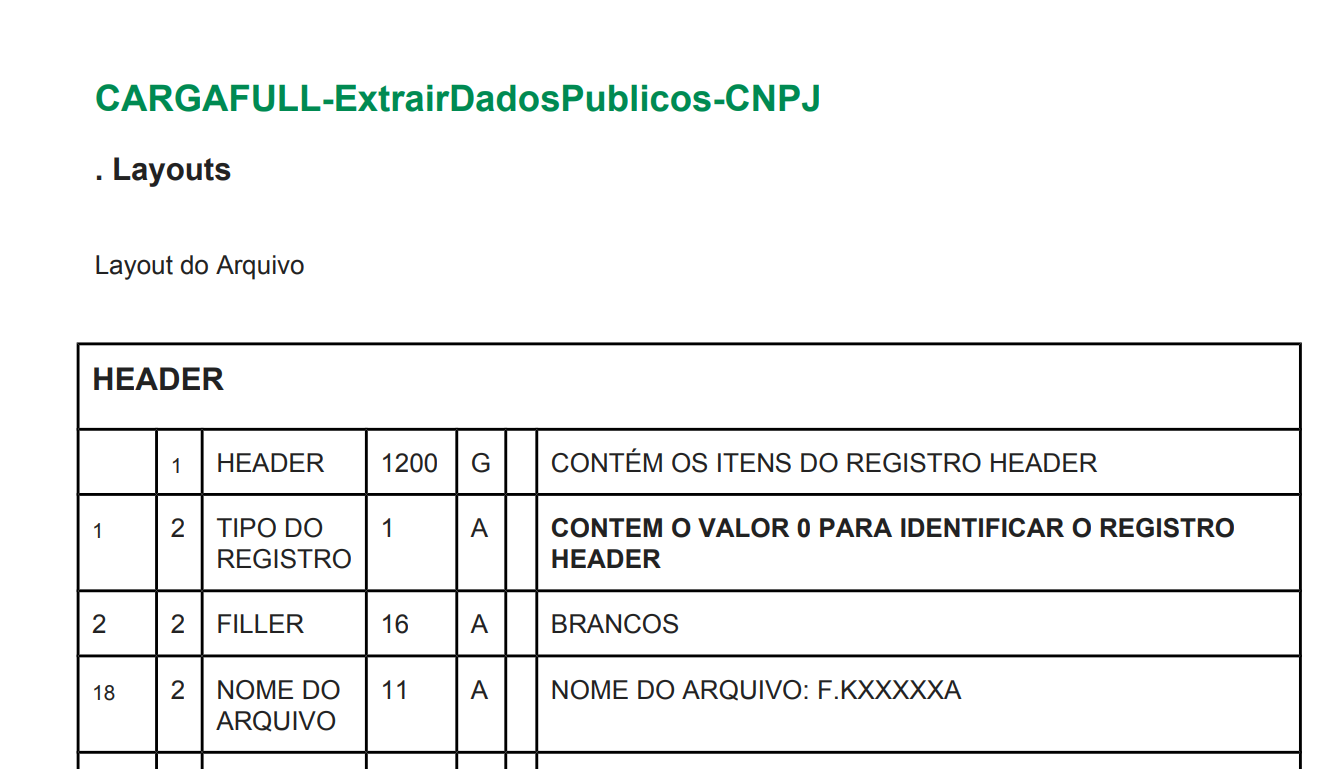 CARGAFULL-ExtrairDadosPublicos-CNPJ
. Layouts
Layout do Arquivo
HEADER
1 HEADER 1200 G CONTÉM OS ITENS DO REGISTRO HEADER
1 2 TIPO DO REGISTRO 1 A CONTEM O VALOR 0 PARA IDENTIFICAR O REGISTRO HEADER
2 2 FILLER 16 A BRANCOS
18 2 NOME DO ARQUIVO 11 A NOME DO ARQUIVO: F.KXXXXXA